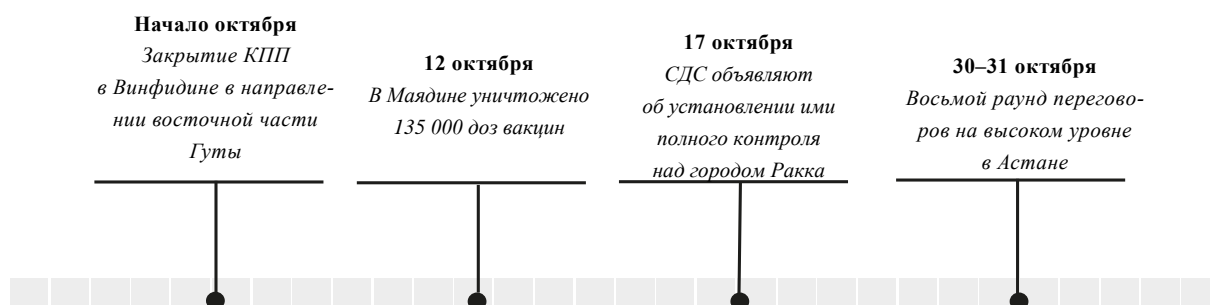 Начало октября
Закрытие КПП
в Винфидине в направле-
нии восточной части
Гуты
12 октября
В Маядине уничтожено
135 000 доз вакцин
17 октября
СДС объявляют
об установлении ими
полного контроля
над городом Ракка
30–31 октября
Восьмой раунд перегово-
ров на высоком уровне
в Астане